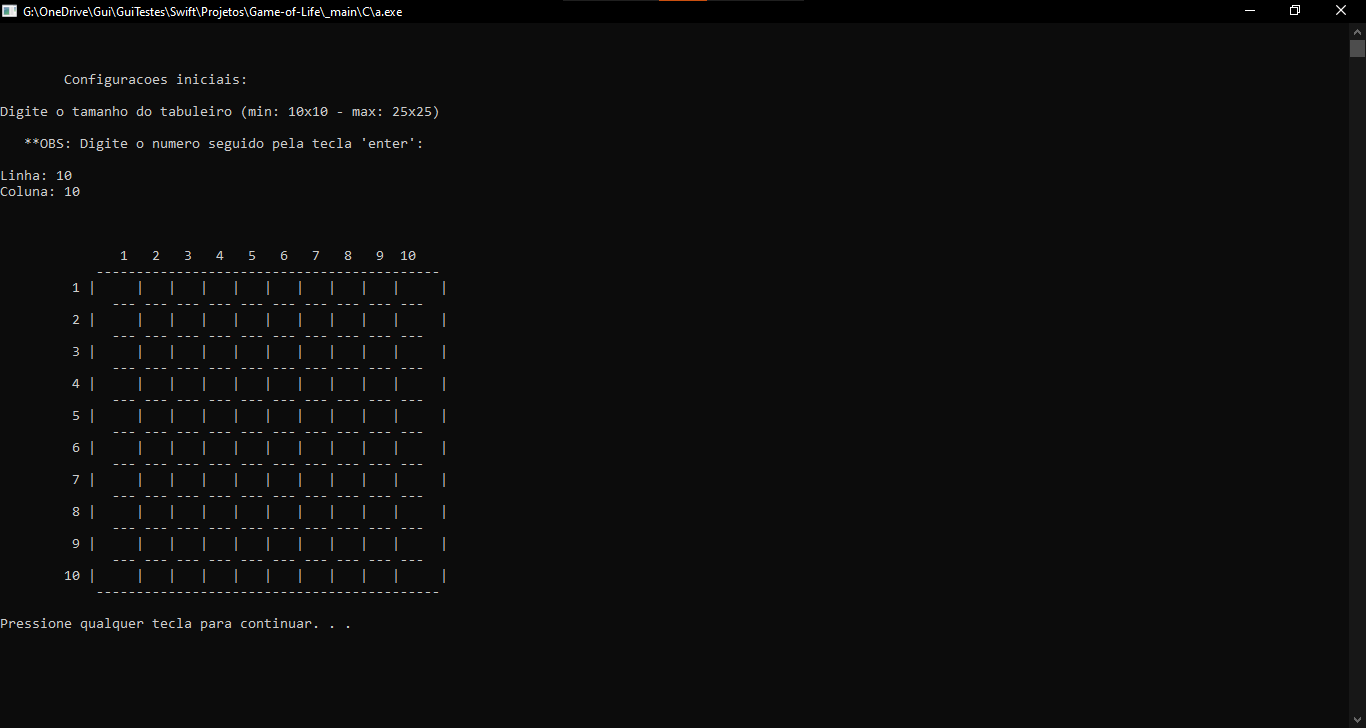 G:\OneDrive\Gui\GuiTestes\Swift\Projetos\Game-of-Life\_main\C\a.exe
Configuracoes iniciais:
Digite o tamanho do tabuleiro (min: 10x10 - max: 25x25)
**OBS: Digite o numero seguido pela tecla 'enter':
Linha: 10
Coluna: 10
1 2 3 4 5 6 7 8 9 10
1
2
3
4
5
6
7
8
9
10
Pressione qualquer tecla para continuar. . .